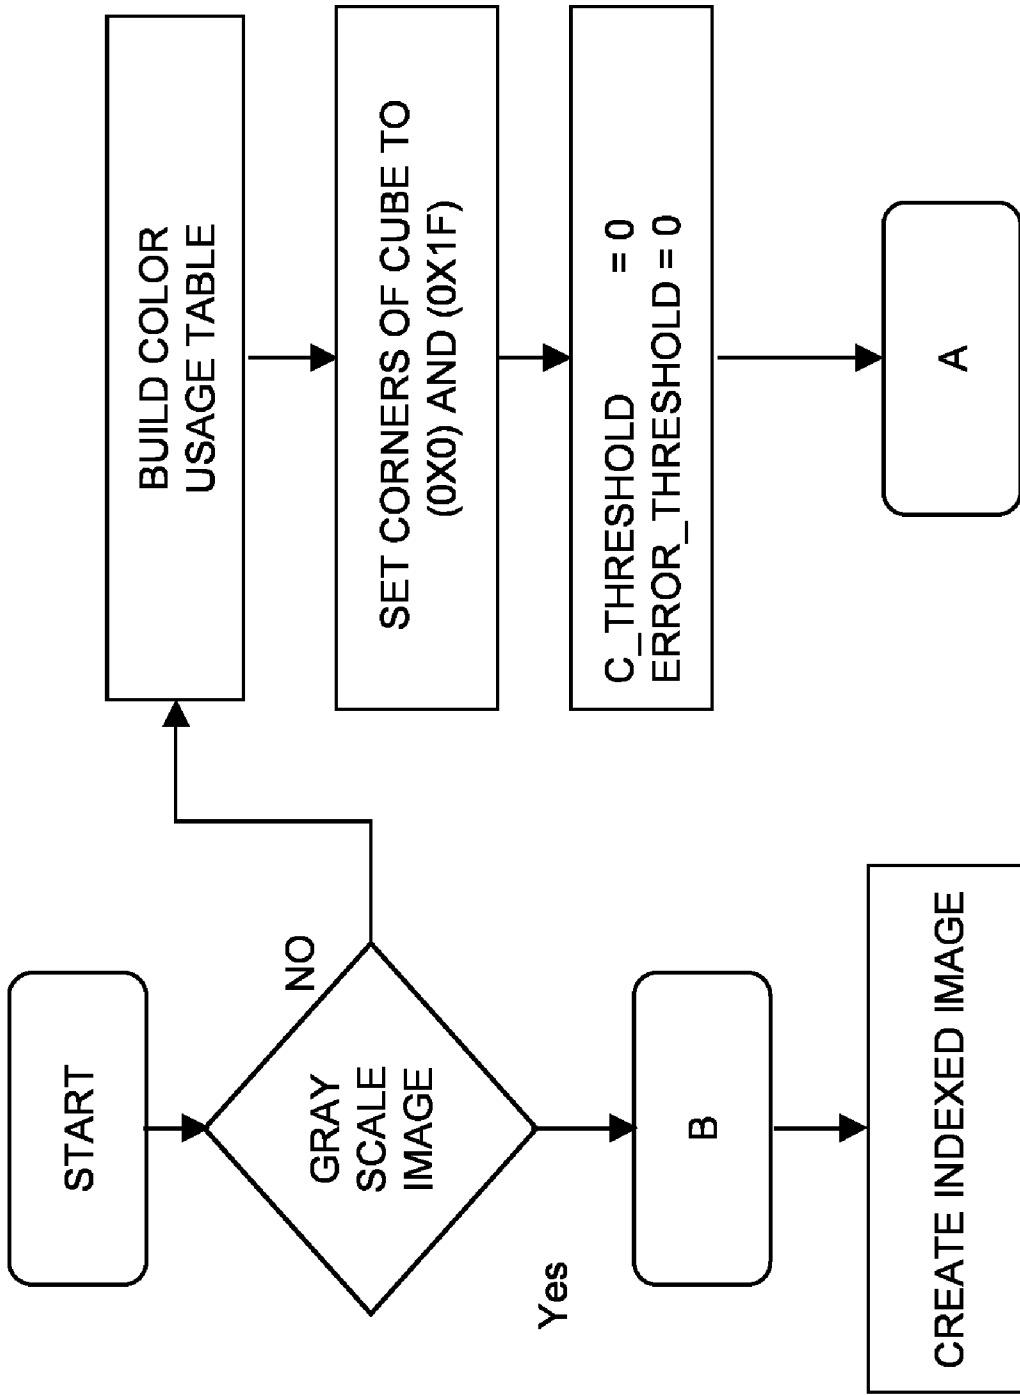 START
GRAY
SCALE
IMAGE
NO
Yes
B
CREATE INDEXED IMAGE
BUILD COLOR
USAGE TABLE
SET CORNERS OF CUBE TO
(0X0) AND (0X1F)
C_THRESHOLD = 0
ERROR_THRESHOLD = 0
A